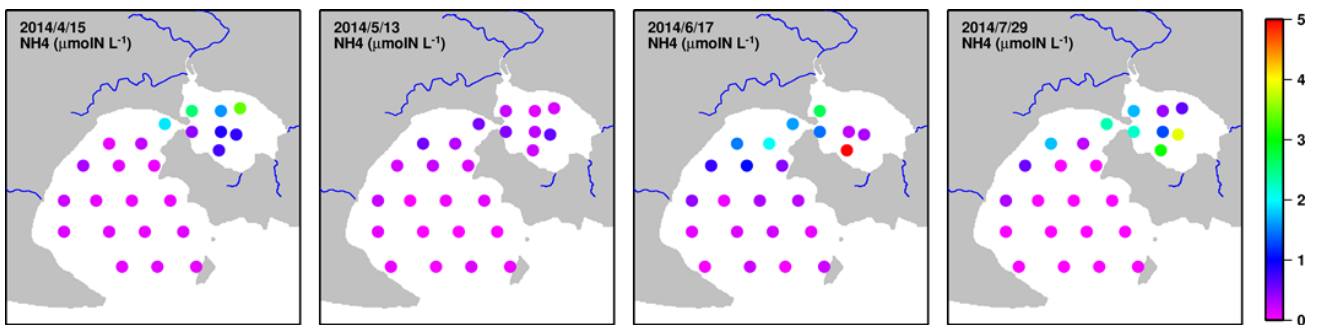 2014/4/15
NH4 (μmolN L-1)
2014/5/13
NH4 (μmolN L-1)
2014/6/17
NH4 (μmolN L-1)
2014/7/29
NH4 (μmolN L-1)
5
4
3
2
1
0